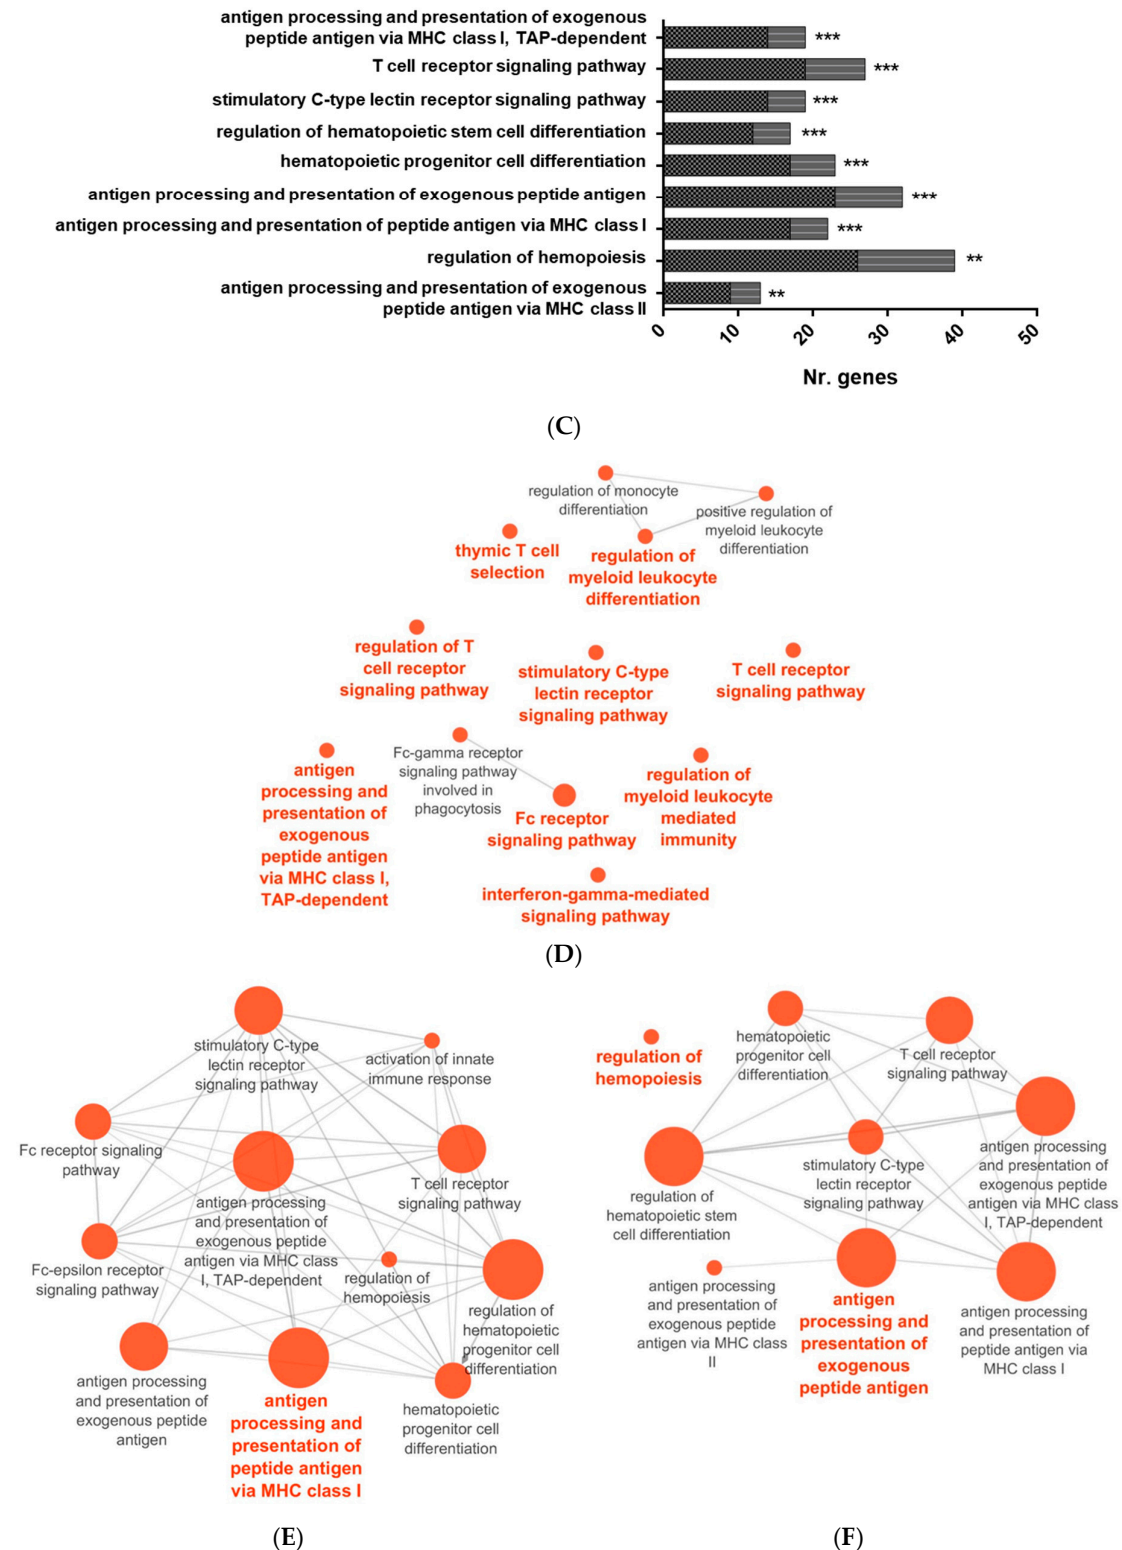 antigen processing and presentation of exogenous
peptide antigen via MHC class I, TAP-dependent
***
T cell receptor signaling pathway
***
stimulatory C-type lectin receptor signaling pathway
***
regulation of hematopoietic stem cell differentiation
***
hematopoietic progenitor cell differentiation
***
antigen processing and presentation of exogenous peptide antigen
***
antigen processing and presentation of peptide antigen via MHC class I
***
regulation of hemopoiesis
**
antigen processing and presentation of exogenous
peptide antigen via MHC class II
**
0 10 20 30 40 50
Nr. genes
(C)
regulation of monocyte
differentiation
positive regulation of
myeloid leukocyte
differentiation
thymic T cell
selection
regulation of
myeloid leukocyte
differentiation
regulation of T
cell receptor
signaling pathway
stimulatory C-type
lectin receptor
signaling pathway
T cell receptor
signaling pathway
antigen
processing and
presentation of
exogenous
peptide antigen
via MHC class I,
TAP-dependent
Fc-gamma receptor
signaling pathway
involved in
phagocytosis
Fc receptor
signaling pathway
regulation of
myeloid leukocyte
mediated
immunity
interferon-gamma-mediated
signaling pathway
(D)
stimulatory C-type
lectin receptor
signaling pathway
activation of innate
immune response
Fc receptor signaling
pathway
T cell receptor
signaling pathway
antigen processing
and presentation of
exogenous peptide
antigen via MHC class
I, TAP-dependent
Fc-epsilon receptor
signaling pathway
regulation of
hemopoiesis
regulation of
hematopoietic
progenitor cell
differentiation
antigen processing
and presentation of
exogenous peptide
antigen
antigen
processing and
presentation of
peptide antigen
via MHC class I
hematopoietic
progenitor cell
differentiation
(E)
regulation of
hemopoiesis
hematopoietic
progenitor cell
differentiation
T cell receptor
signaling pathway
antigen processing
and presentation of
exogenous peptide
antigen via MHC class
I, TAP-dependent
stimulatory C-type
lectin receptor
signaling pathway
regulation of
hematopoietic stem
cell differentiation
antigen processing
and presentation of
exogenous peptide
antigen via MHC class
II
antigen
processing and
presentation of
exogenous
peptide antigen
antigen processing
and presentation of
peptide antigen via
MHC class I
(F)